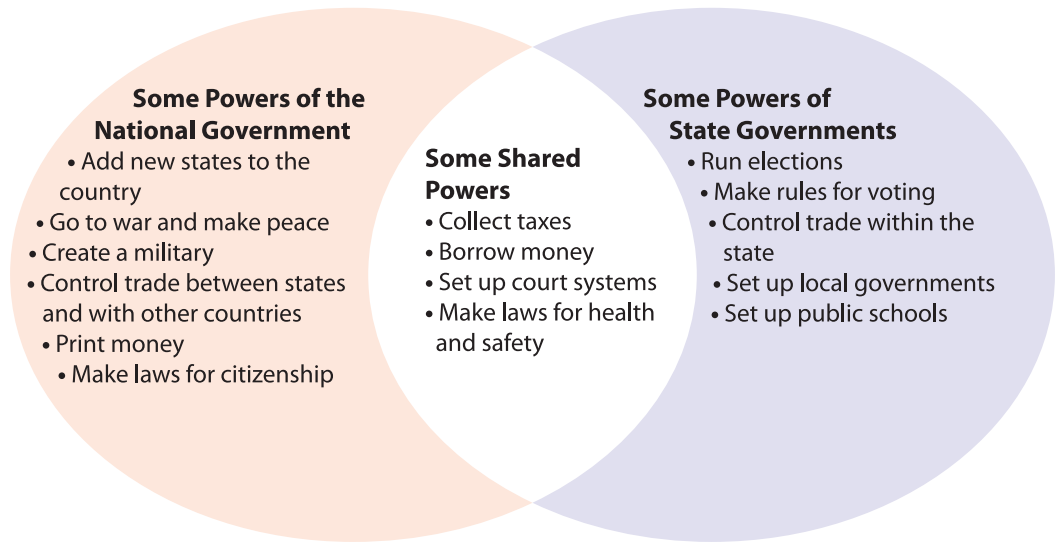 Some Powers of the
National Government
• Add new states to the
country
• Go to war and make peace
• Create a military
• Control trade between states
and with other countries
• Print money
• Make laws for citizenship
Some Shared
Powers
• Collect taxes
• Borrow money
• Set up court systems
• Make laws for health
and safety
Some Powers of
State Governments
• Run elections
• Make rules for voting
• Control trade within the
state
• Set up local governments
• Set up public schools